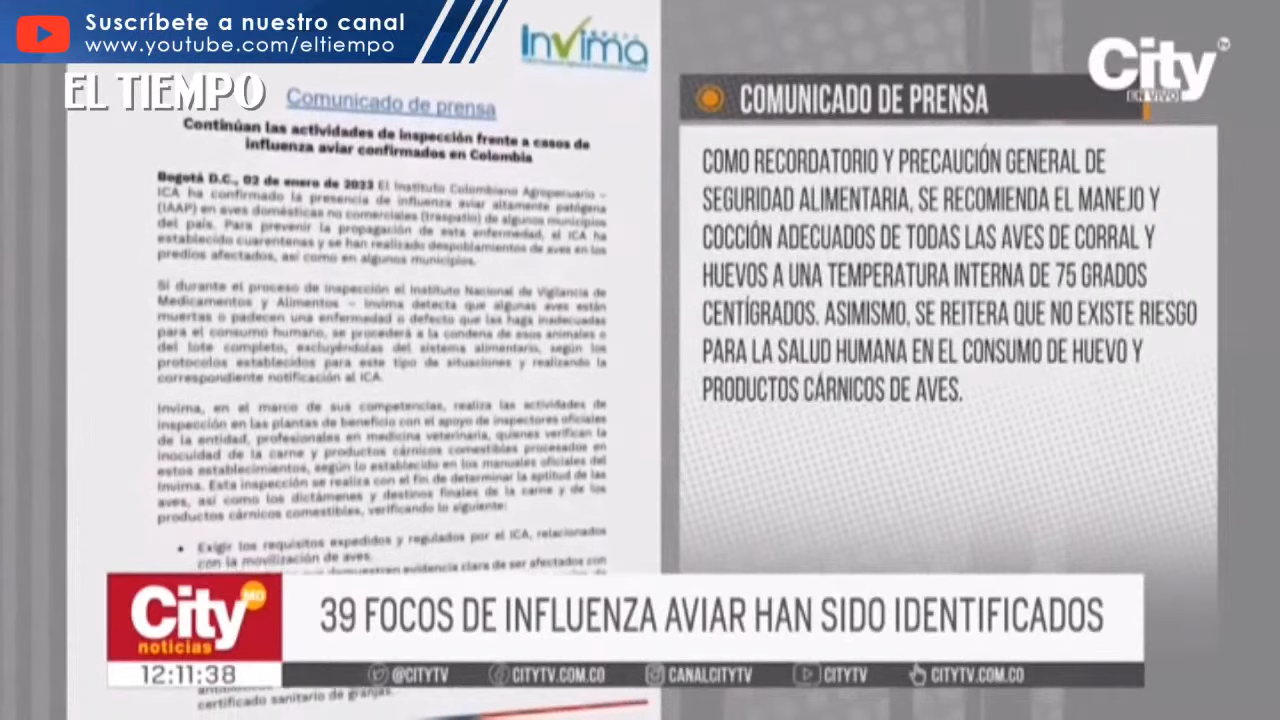 Suscríbete a nuestro canal
www.youtube.com/eltiempo
EL TIEMPO
invima
City
EN VIVO
Comunicado de prensa
Continúan las actividades de inspección frente a casos de
influenza aviar confirmados en Colombia
Bogotá D.C., 02 de enero de 2023 El Instituto Colombiano Agropecuario –
ICA ha confirmado la presencia de influenza aviar altamente patógena
(IAAP) en aves domésticas no comerciales (traspatio) de algunos municipios
del país. Para prevenir la propagación de esta enfermedad, el ICA ha
establecido cuarentenas y se han realizado despoblamientos de aves en los
predios afectados, así como en algunos municipios.
Si durante el proceso de inspección el Instituto Nacional de Vigilancia de
Medicamentos y Alimentos – Invima detecta que algunas aves están
muertas o padecen una enfermedad o defecto que las haga inadecuadas
para el consumo humano, se procederá a la condena de esos animales o
del lote completo, excluyéndolas del sistema alimentario, según los
protocolos establecidos para este tipo de situaciones y realizando la
correspondiente notificación al ICA.
Invima, en el marco de sus competencias, realiza las actividades de
inspección en las plantas de beneficio con el apoyo de inspectores oficiales
de la entidad, profesionales en medicina veterinaria, quienes verifican la
inocuidad de la carne y productos cárnicos comestibles procesados en
estos establecimientos, según lo establecido en los manuales oficiales del
Invima. Esta inspección se realiza con el fin de determinar la aptitud de las
aves, así como los dictámenes y destinos finales de la carne y de los
productos cárnicos comestibles, verificando lo siguiente:
• Exigir los requisitos expedidos y regulados por el ICA, relacionados
con la movilización de aves.
demuestran evidencia clara de ser afectados con
certificado sanitario de granjas.
COMUNICADO DE PRENSA
COMO RECORDATORIO Y PRECAUCIÓN GENERAL DE
SEGURIDAD ALIMENTARIA, SE RECOMIENDA EL MANEJO Y
COCCIÓN ADECUADOS DE TODAS LAS AVES DE CORRAL Y
HUEVOS A UNA TEMPERATURA INTERNA DE 75 GRADOS
CENTÍGRADOS. ASIMISMO, SE REITERA QUE NO EXISTE RIESGO
PARA LA SALUD HUMANA EN EL CONSUMO DE HUEVO Y
PRODUCTOS CÁRNICOS DE AVES.
City MD
noticias
12:11:38
39 FOCOS DE INFLUENZA AVIAR HAN SIDO IDENTIFICADOS
@CITYTV CITYTV.COM.CO CANALCITYTV CITYTV CITYTV.COM.CO